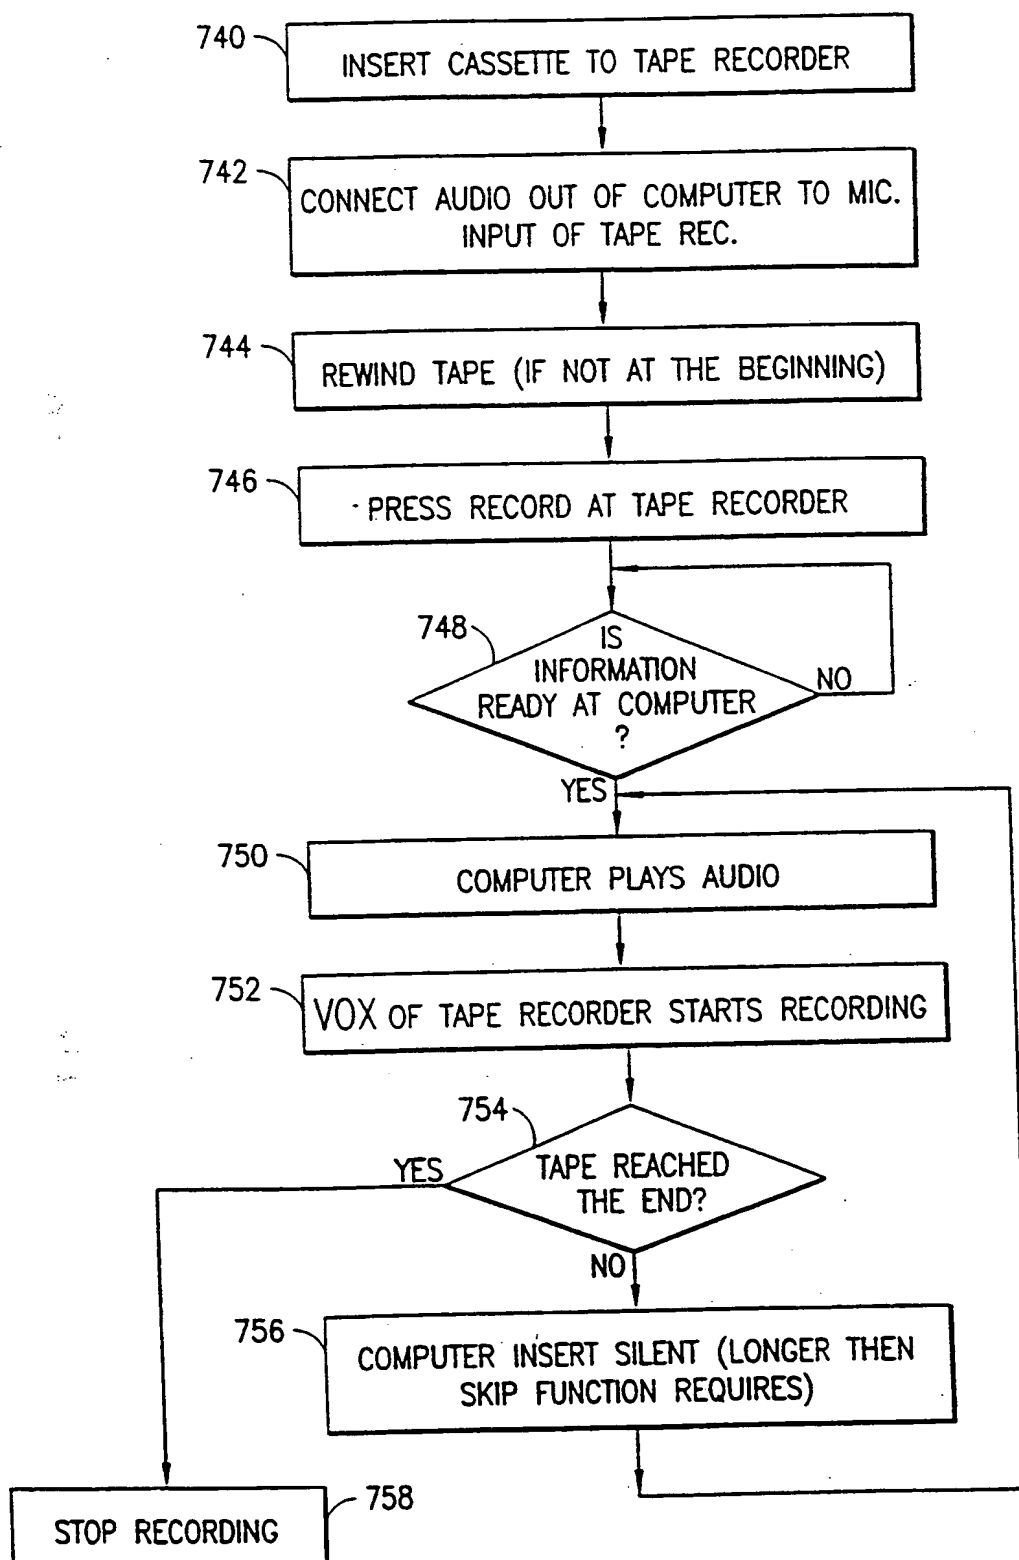 740
INSERT CASSETTE TO TAPE RECORDER
742
CONNECT AUDIO OUT OF COMPUTER TO MIC.
INPUT OF TAPE REC.
744
REWIND TAPE (IF NOT AT THE BEGINNING)
746
PRESS RECORD AT TAPE RECORDER
748
IS
INFORMATION
READY AT COMPUTER
?
NO
YES
750
COMPUTER PLAYS AUDIO
752
VOX OF TAPE RECORDER STARTS RECORDING
754
TAPE REACHED
THE END?
YES
NO
756
COMPUTER INSERT SILENT (LONGER THEN
SKIP FUNCTION REQUIRES)
758
STOP RECORDING